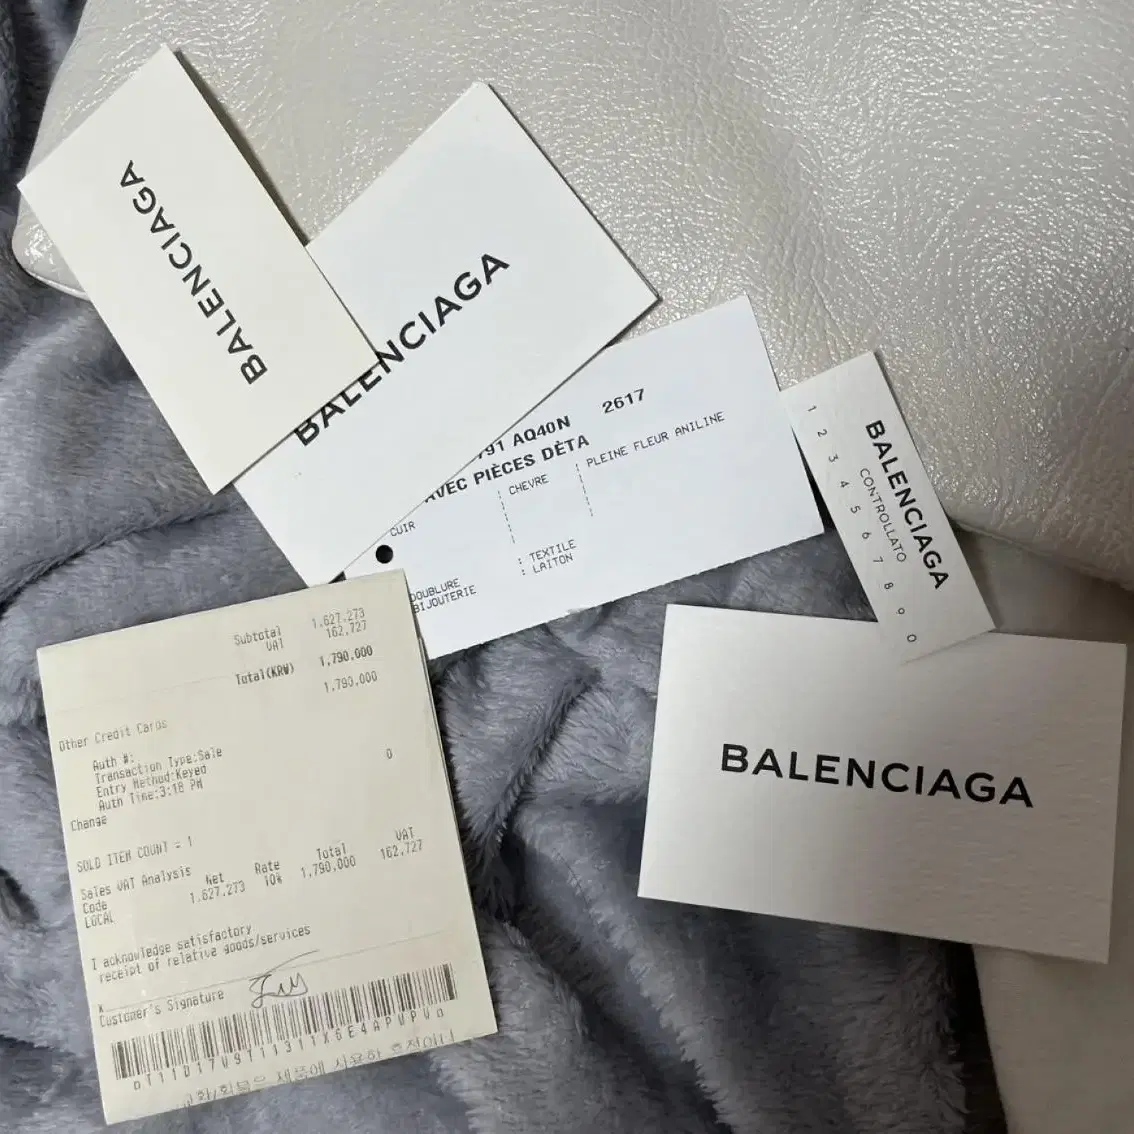 BALENCIAGA
BALENCIAGA
791 AQ40N 2617
AVEC PIÈCES DÈTA
CUIR
CHEVRE
: PLEINE FLEUR ANILINE
DOUBLURE : TEXTILE
BIJOUTERIE : LAITON
BALENCIAGA
CONTROLLATO
1 2 3 4 5 6 7 8 9 0
BALENCIAGA
Subtotal 1,627,273
VAT 162,727
Total(KRW) 1,790,000
1,790,000
Other Credit Cards
Auth #:
Transaction Type:Sale
Entry Method:Keyed
Auth Time:3:18 PM
Change 0
SOLD ITEM COUNT = 1
Sales VAT Analysis
Code Net Rate Total VAT
LOCAL 1,627,273 10% 1,790,000 162,727
I acknowledge satisfactory
receipt of relative goods/services
x
Customer's Signature